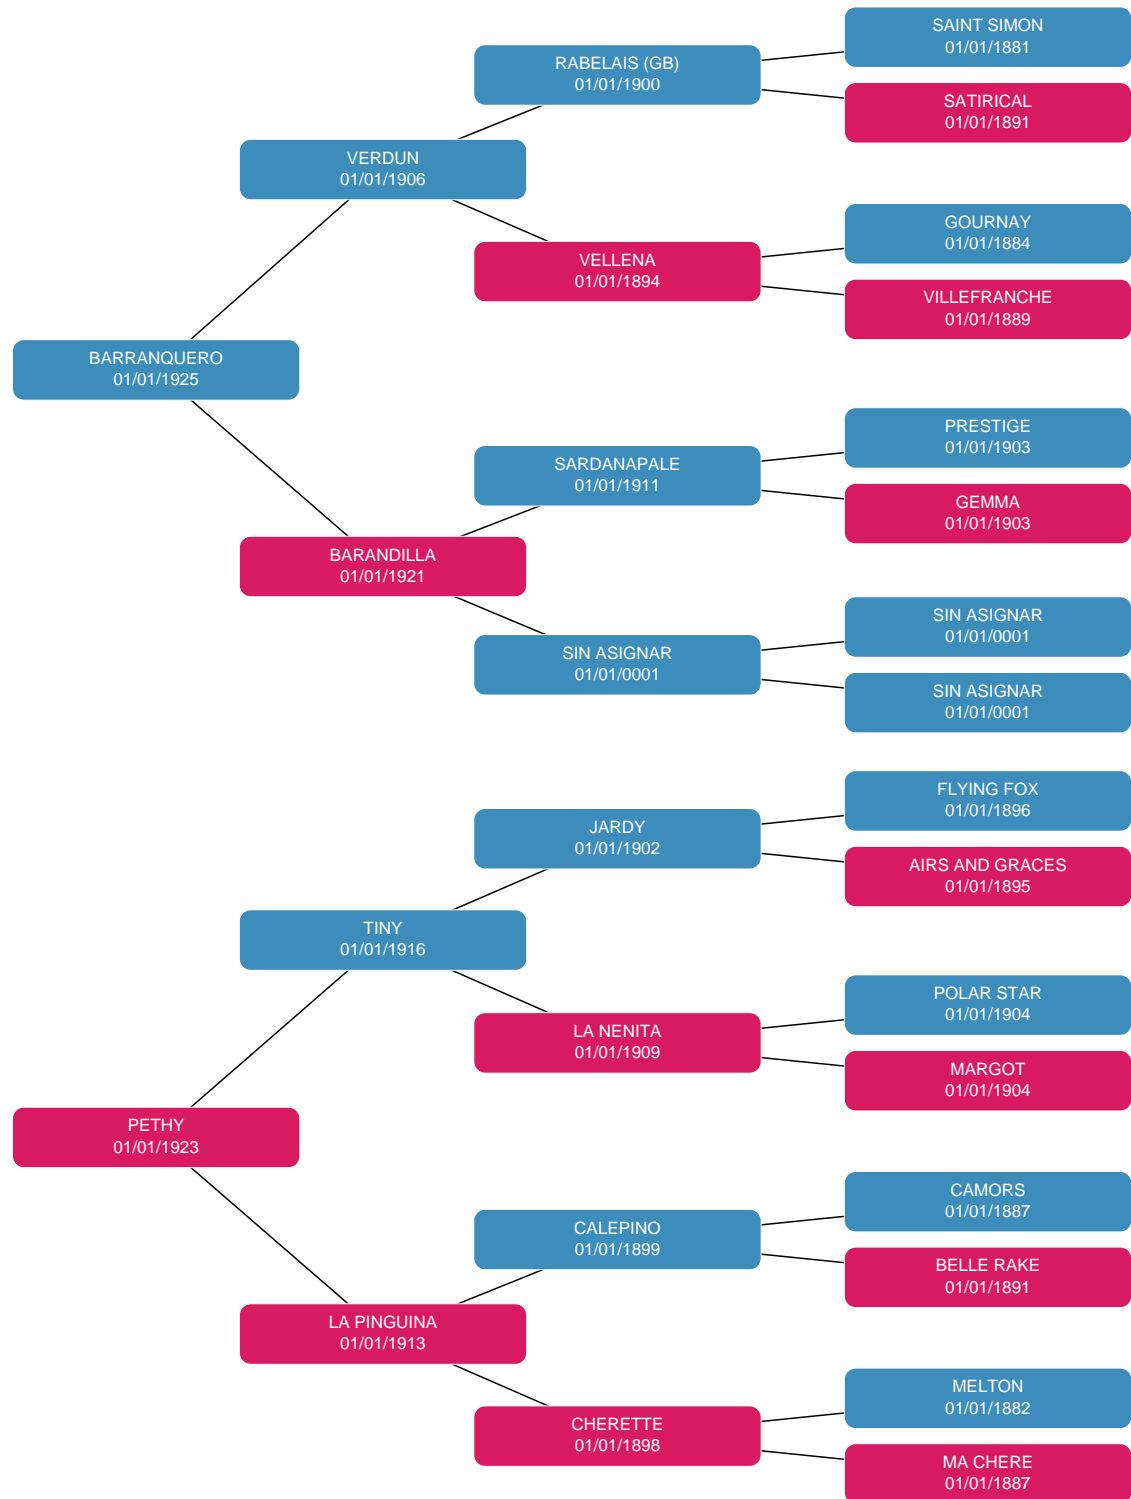 SAINT SIMON
01/01/1881
RABELAIS (GB)
01/01/1900
SATIRICAL
01/01/1891
VERDUN
01/01/1906
GOURNAY
01/01/1884
VELLENA
01/01/1894
VILLEFRANCHE
01/01/1889
BARRANQUERO
01/01/1925
PRESTIGE
01/01/1903
SARDANAPALE
01/01/1911
GEMMA
01/01/1903
BARANDILLA
01/01/1921
SIN ASIGNAR
01/01/0001
SIN ASIGNAR
01/01/0001
SIN ASIGNAR
01/01/0001
FLYING FOX
01/01/1896
JARDY
01/01/1902
AIRS AND GRACES
01/01/1895
TINY
01/01/1916
POLAR STAR
01/01/1904
LA NENITA
01/01/1909
MARGOT
01/01/1904
PETHY
01/01/1923
CAMORS
01/01/1887
CALEPINO
01/01/1899
BELLE RAKE
01/01/1891
LA PINGUINA
01/01/1913
MELTON
01/01/1882
CHERETTE
01/01/1898
MA CHERE
01/01/1887